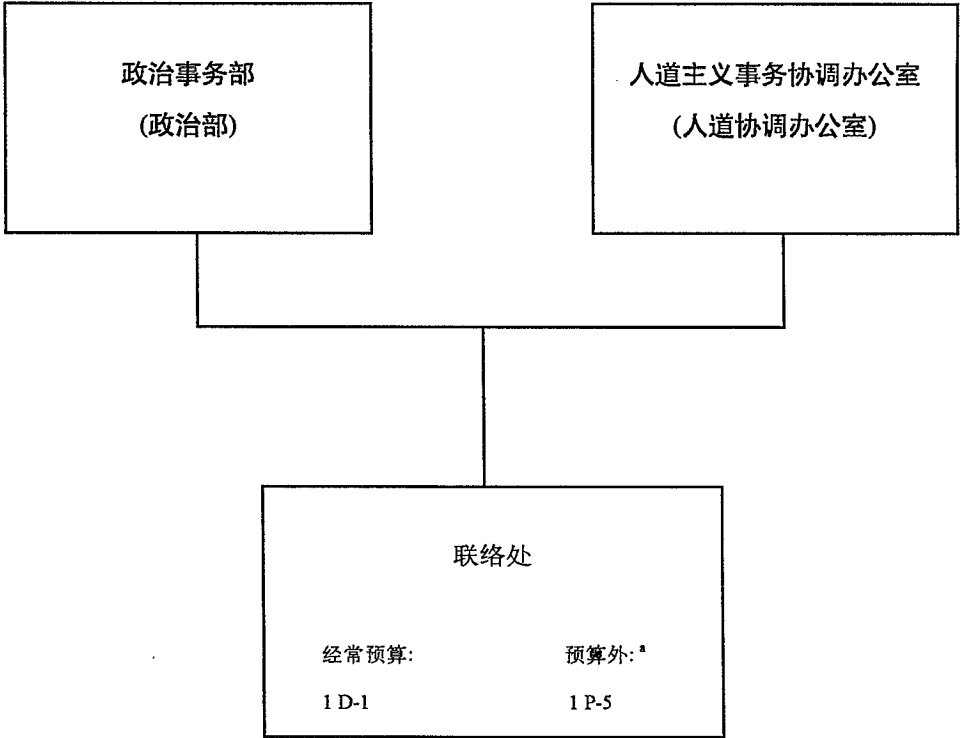 政治事务部
(政治部)
人道主义事务协调办公室
(人道协调办公室)
联络处
经常预算: 预算外: a
1 D-1 1 P-5